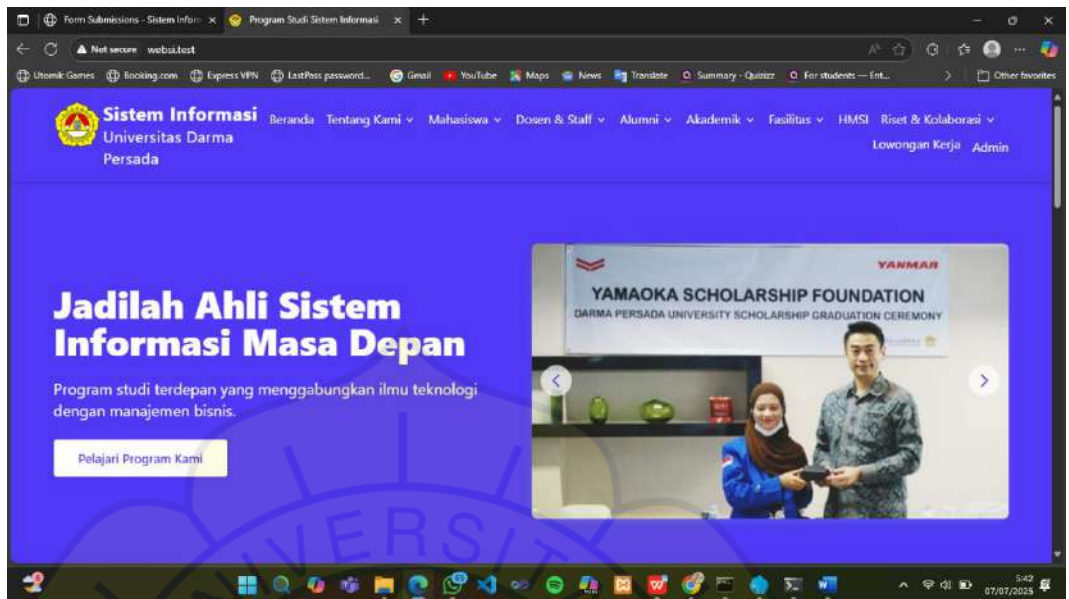 Form Submissions - Sistem Inform
Program Studi Sistem Informasi
Not secure websi.test
Utomik Games Booking.com Express VPN LastPass password... Gmail YouTube Maps News Translate Summary - Quizizz For students — Ent... Other favorites
Sistem Informasi
Universitas Darma
Persada
Beranda Tentang Kami Mahasiswa Dosen & Staff Alumni Akademik Fasilitas HMSI Riset & Kolaborasi
Lowongan Kerja Admin
Jadilah Ahli Sistem
Informasi Masa Depan
Program studi terdepan yang menggabungkan ilmu teknologi
dengan manajemen bisnis.
Pelajari Program Kami
YANMAR
YAMAOKA SCHOLARSHIP FOUNDATION
DARMA PERSADA UNIVERSITY SCHOLARSHIP GRADUATION CEREMONY
UNIVERSIT
5:42
07/07/2025